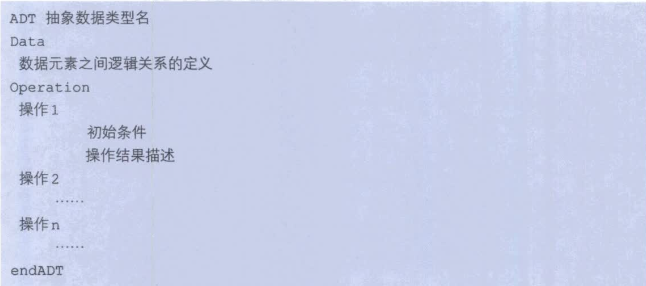 ADT 抽象数据类型名
Data
数据元素之间逻辑关系的定义
Operation
操作1
初始条件
操作结果描述
操作2
……
操作n
……
endADT